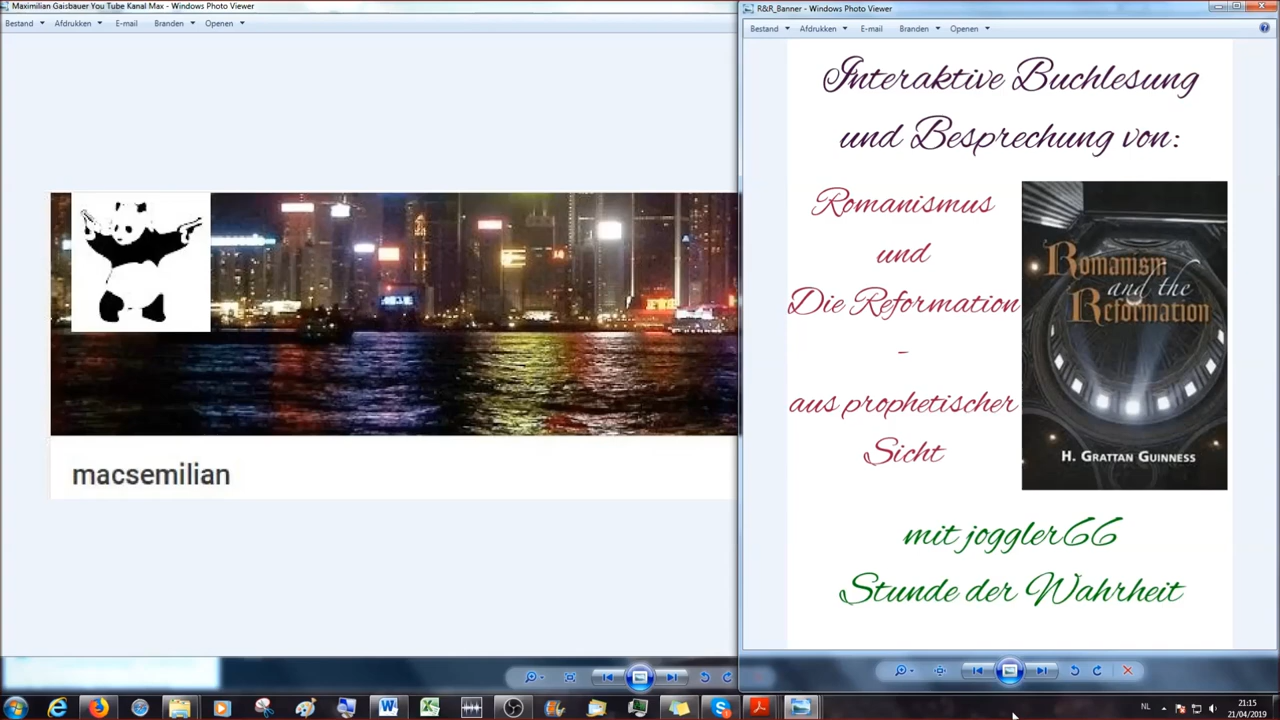 Maximilian Gaisbauer You Tube Kanal Max - Windows Photo Viewer
Bestand Afdrukken E-mail Branden Openen
macsemilian
R&R_Banner - Windows Photo Viewer
Bestand Afdrukken E-mail Branden Openen
Interaktive Buchlesung
und Besprechung von:
Romanismus
und
Die Reformation
-
aus prophetischer
Sicht
Romanism
and the
Reformation
H. GRATTAN GUINNESS
mit joggler66
Stunde der Wahrheit
NL
21:15
21/04/2019